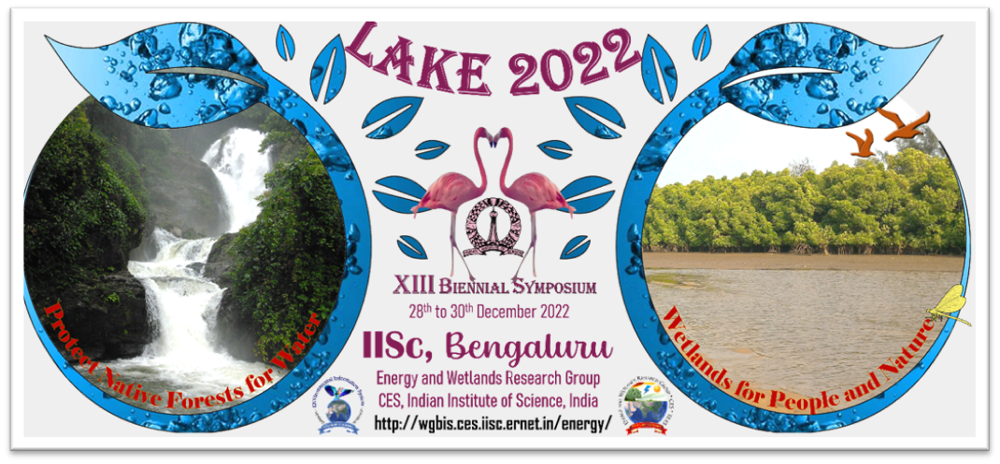 LAKE 2022
XIII BIENNIAL SYMPOSIUM
28th to 30th December 2022
IISc, Bengaluru
Energy and Wetlands Research Group
CES, Indian Institute of Science, India
http://wgbis.ces.iisc.ernet.in/energy/
Protect Native Forests for Water
Wetlands for People and Nature